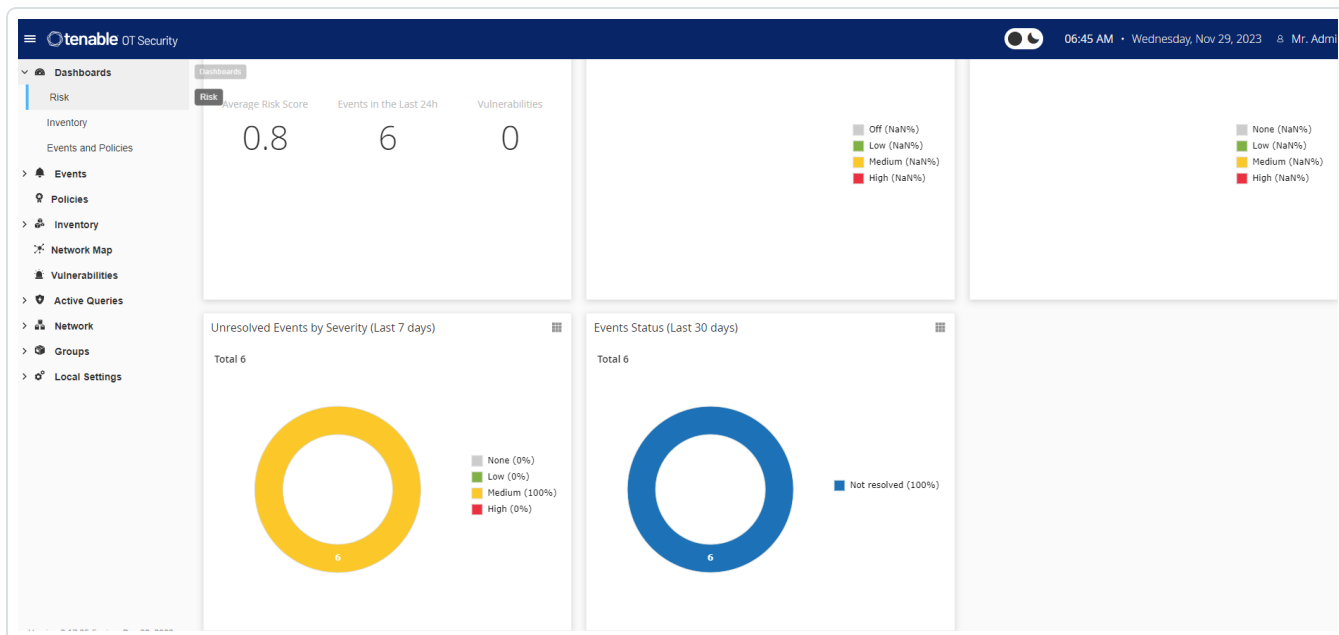 tenable OT Security
06:45 AM • Wednesday, Nov 29, 2023 Mr. Admi
Dashboards
Risk
Inventory
Events and Policies
Events
Policies
Inventory
Network Map
Vulnerabilities
Active Queries
Network
Groups
Local Settings
Dashboards
Risk
Average Risk Score
0.8
Events in the Last 24h
6
Vulnerabilities
0
Off (NaN%)
Low (NaN%)
Medium (NaN%)
High (NaN%)
None (NaN%)
Low (NaN%)
Medium (NaN%)
High (NaN%)
Unresolved Events by Severity (Last 7 days)
Total 6
6
None (0%)
Low (0%)
Medium (100%)
High (0%)
Events Status (Last 30 days)
Total 6
6
Not resolved (100%)